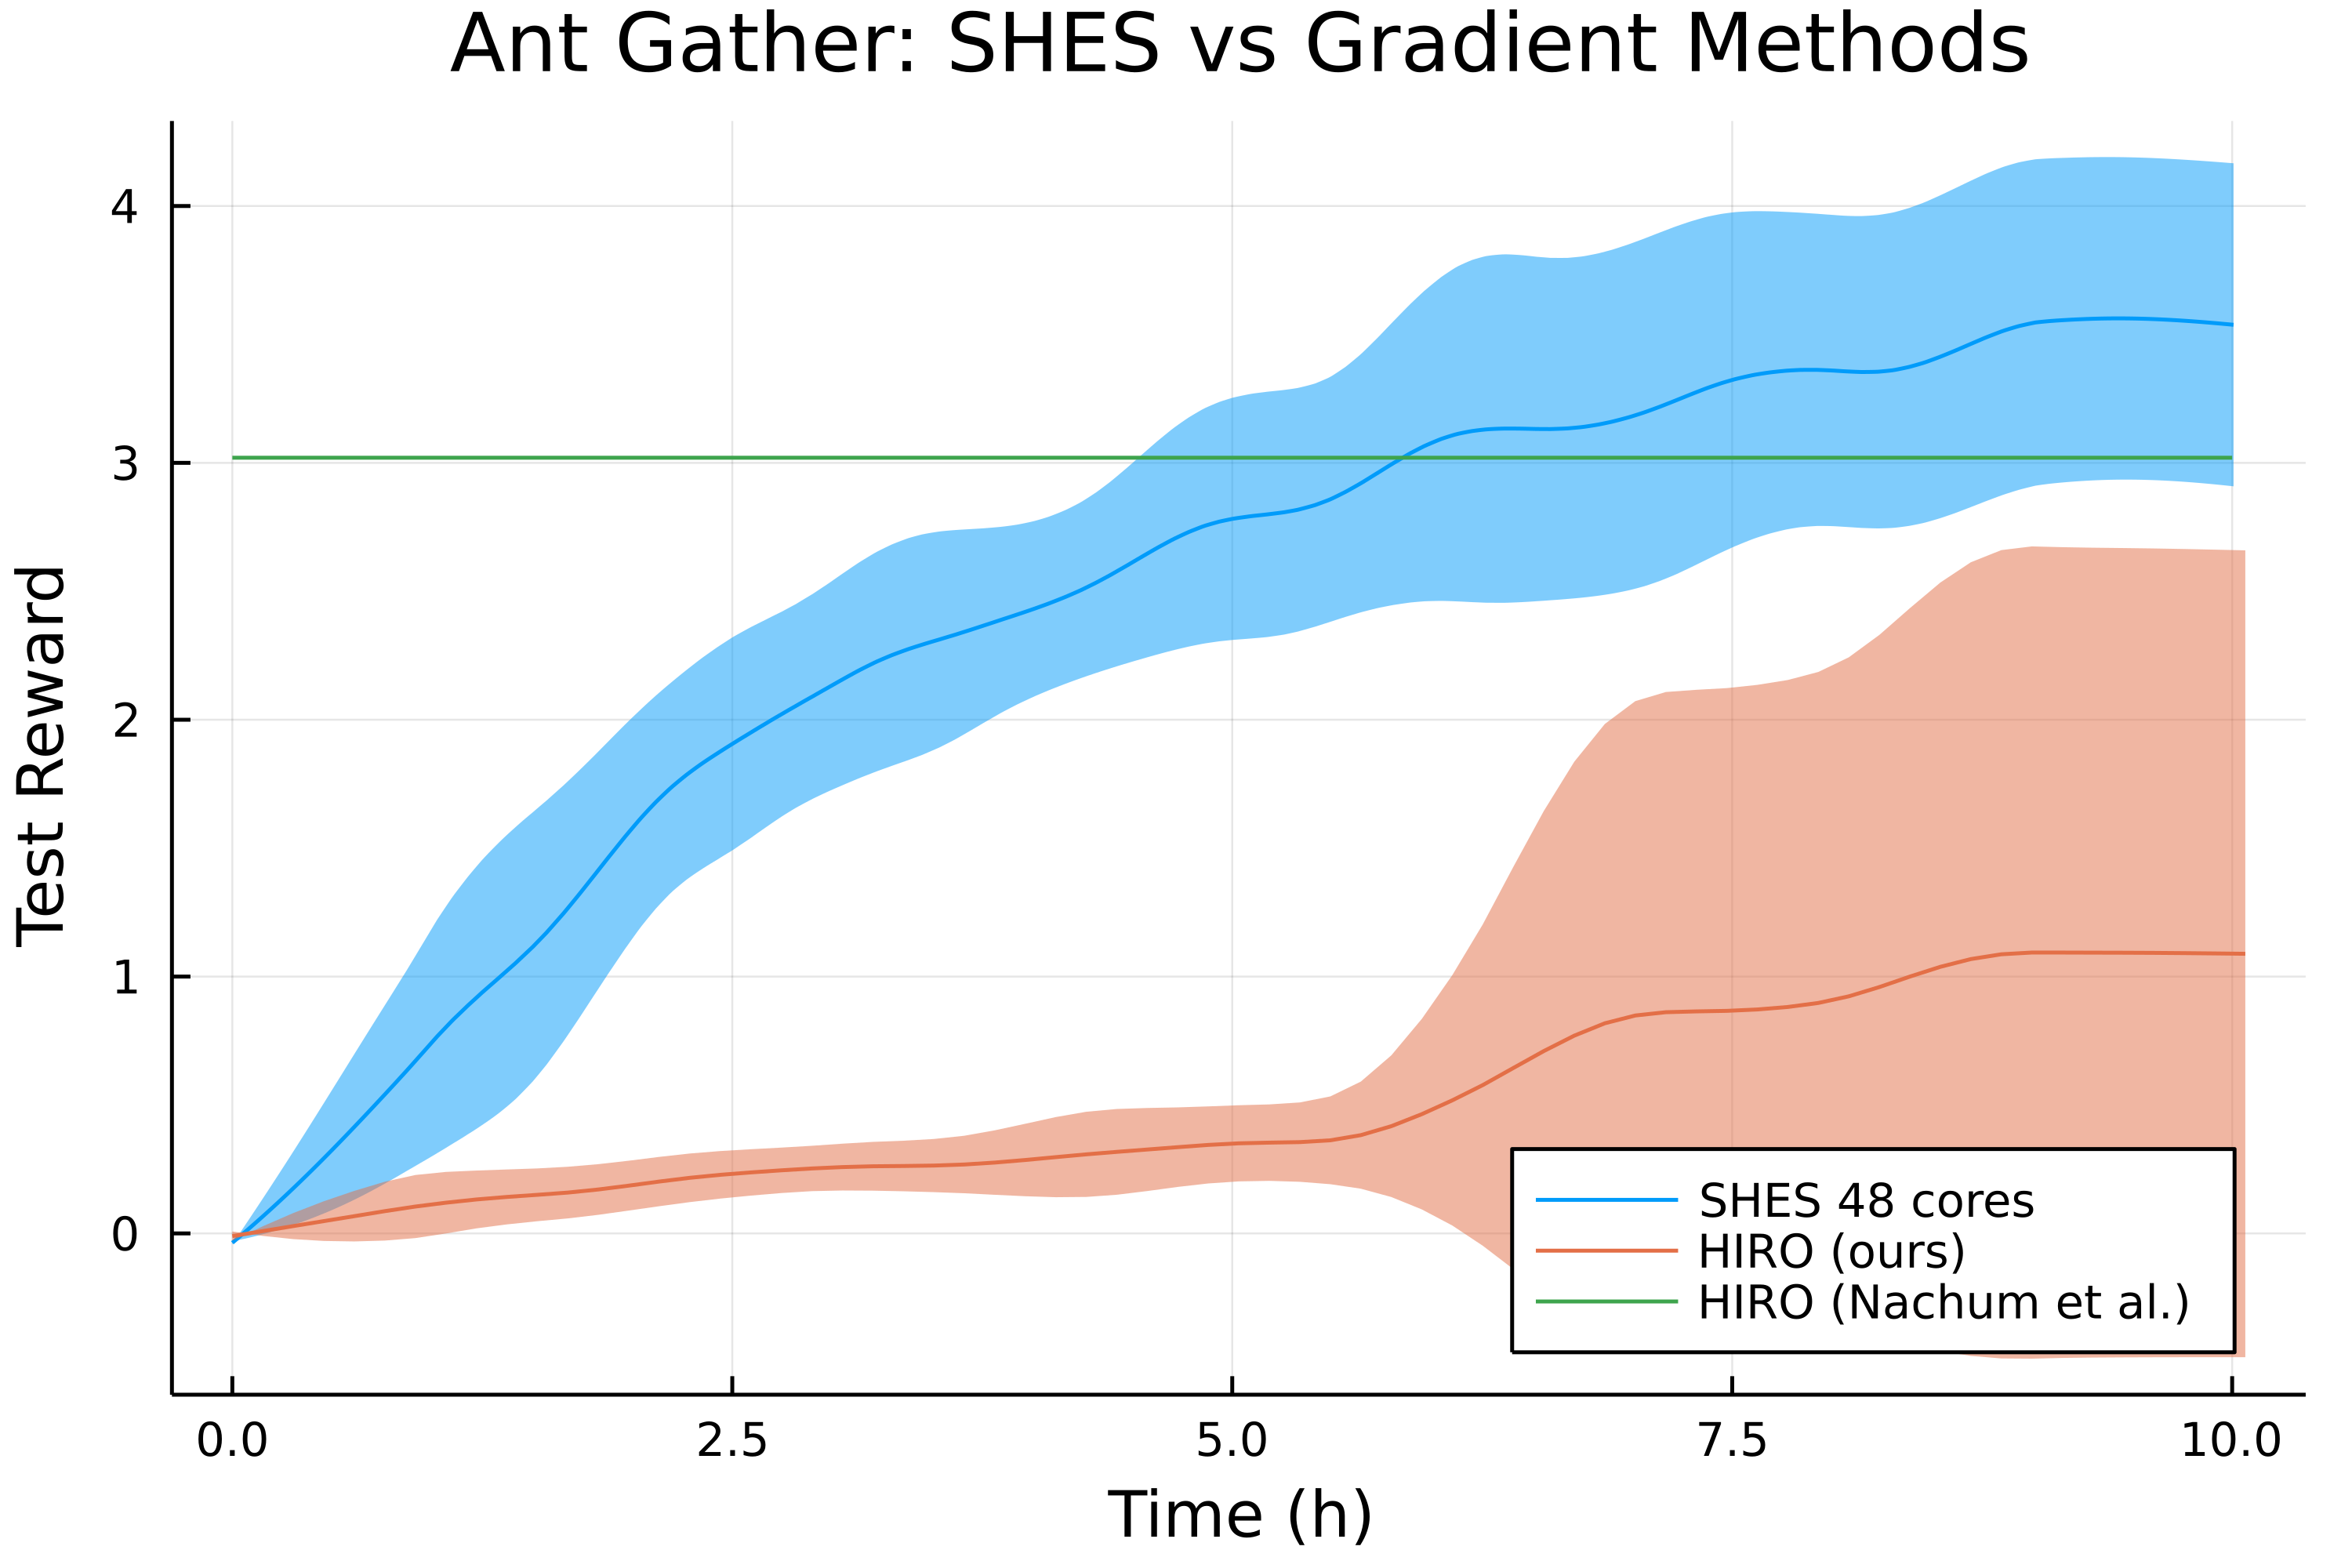 Ant Gather: SHES vs Gradient Methods
Test Reward
4
3
2
1
0
SHES 48 cores
HIRO (ours)
HIRO (Nachum et al.)
0.0 2.5 5.0 7.5 10.0
Time (h)